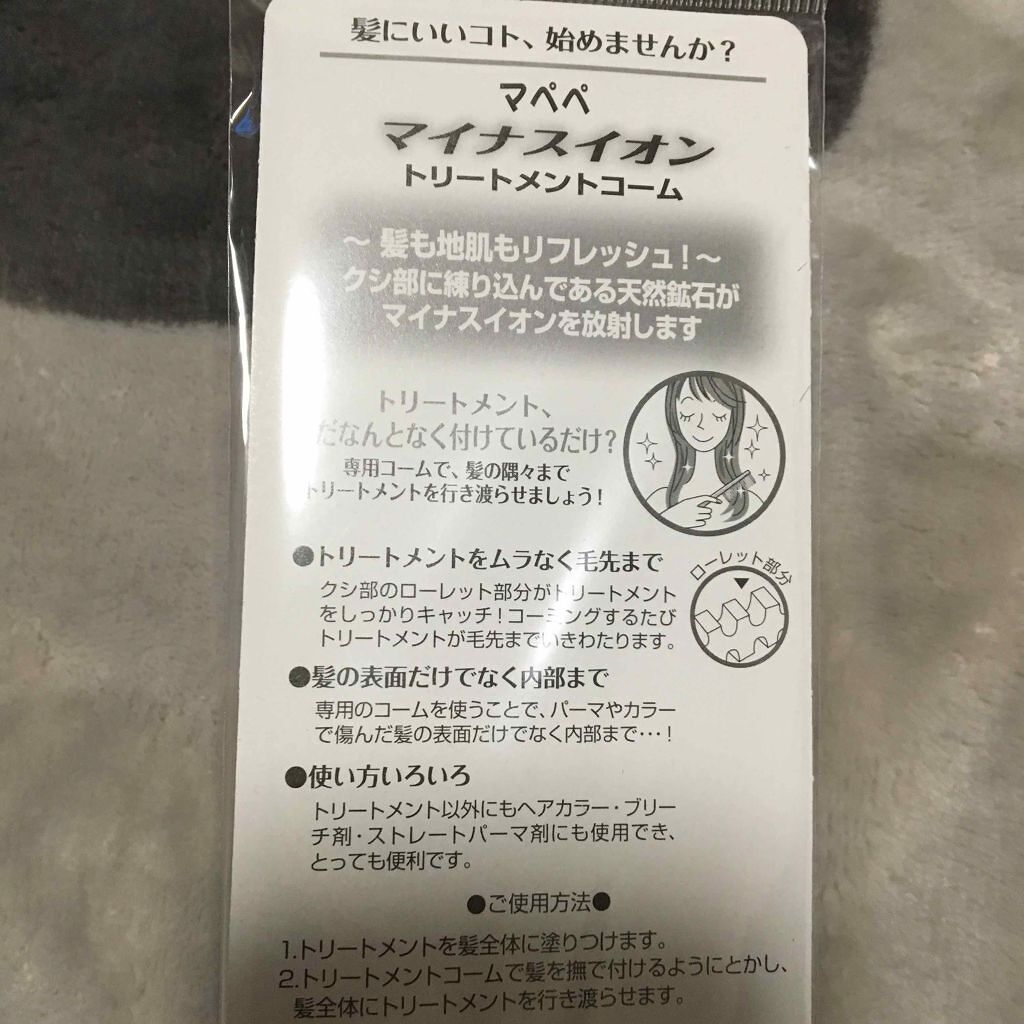 髪にいいコト、始めませんか?
マペペ
マイナスイオン
トリートメントコーム
~ 髪も地肌もリフレッシュ!~
クシ部に練り込んである天然鉱石が
マイナスイオンを放射します
トリートメント、
だなんとなく付けているだけ?
専用コームで、髪の隅々まで
トリートメントを行き渡らせましょう!
●トリートメントをムラなく毛先まで
ローレット部分
クシ部のローレット部分がトリートメント
をしっかりキャッチ!コーミングするたび
トリートメントが毛先までいきわたります。
●髪の表面だけでなく内部まで
専用のコームを使うことで、パーマやカラー
で傷んだ髪の表面だけでなく内部まで・・・!
●使い方いろいろ
トリートメント以外にもヘアカラー・ブリー
チ剤・ストレートパーマ剤にも使用でき、
とっても便利です。
●ご使用方法●
1.トリートメントを髪全体に塗りつけます。
2.トリートメントコームで髪を撫で付けるようにとかし、
髪全体にトリートメントを行き渡らせます。